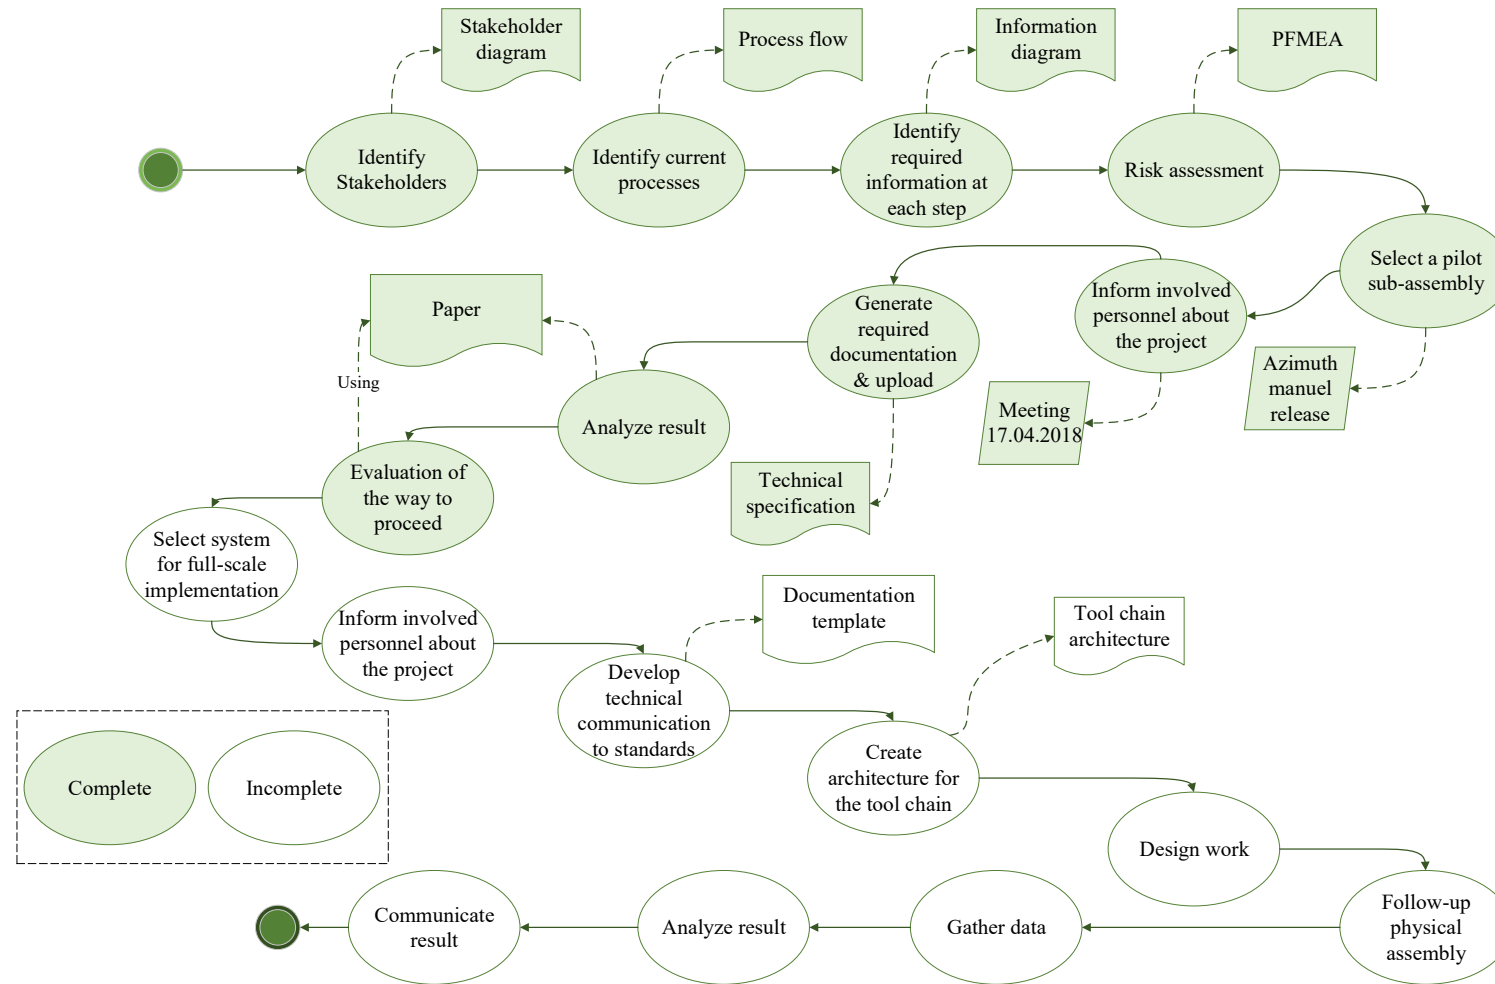 Stakeholder
diagram
Process flow
Information
diagram
PFMEA
Identify
Stakeholders
Identify current
processes
Identify
required
information at
each step
Risk assessment
Select a pilot
sub-assembly
Inform involved
personnel about
the project
Generate
required
documentation
& upload
Paper
Using
Azimuth
manuel
release
Meeting
17.04.2018
Analyze result
Technical
specification
Evaluation of
the way to
proceed
Select system
for full-scale
implementation
Inform involved
personnel about
the project
Documentation
template
Tool chain
architecture
Develop
technical
communication
to standards
Create
architecture for
the tool chain
Complete
Incomplete
Design work
Follow-up
physical
assembly
Gather data
Analyze result
Communicate
result